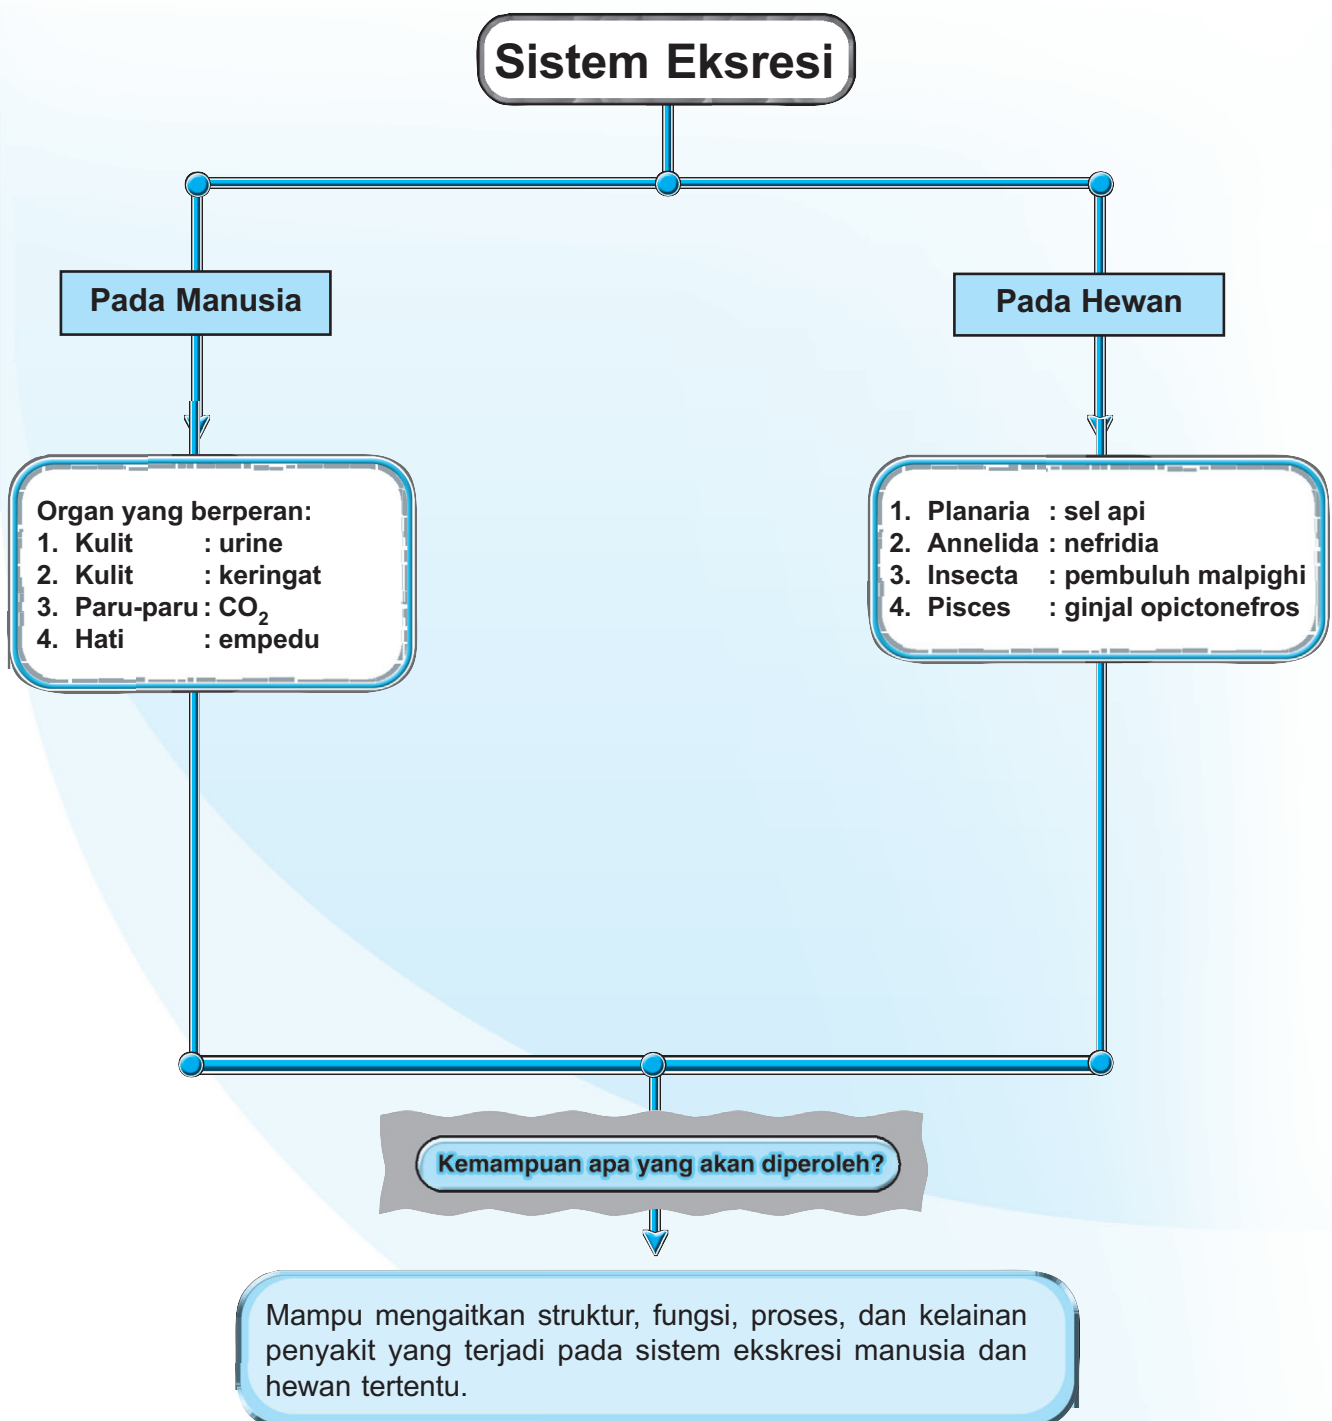 Sistem Eksresi
Pada Manusia
Pada Hewan
Organ yang berperan:
1. Kulit : urine
2. Kulit : keringat
3. Paru-paru : CO₂
4. Hati : empedu
1. Planaria : sel api
2. Annelida : nefridia
3. Insecta : pembuluh malpighi
4. Pisces : ginjal opictonefros
Kemampuan apa yang akan diperoleh?
Mampu mengaitkan struktur, fungsi, proses, dan kelainan
penyakit yang terjadi pada sistem ekskresi manusia dan
hewan tertentu.